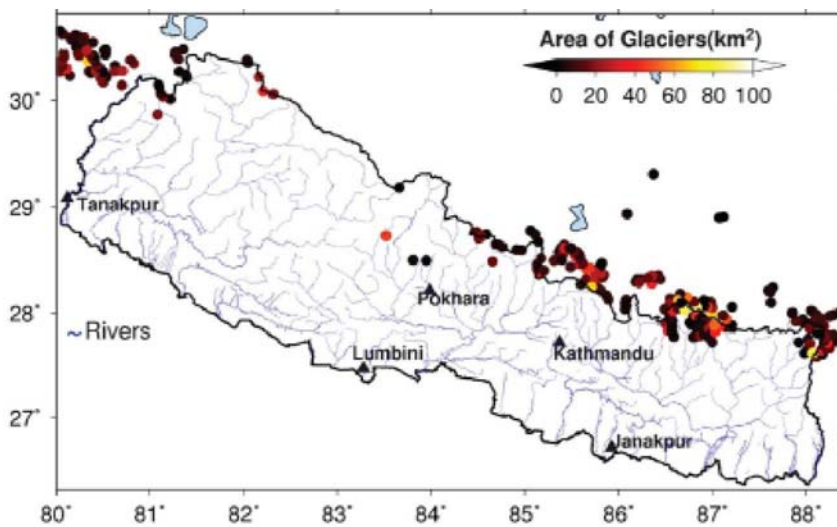 Area of Glaciers(km²)
0 20 40 60 80 100
30°
29°
28°
27°
Tanakpur
Pokhara
~ Rivers
Lumbini
Kathmandu
Janakpur
80° 81° 82° 83° 84° 85° 86° 87° 88°